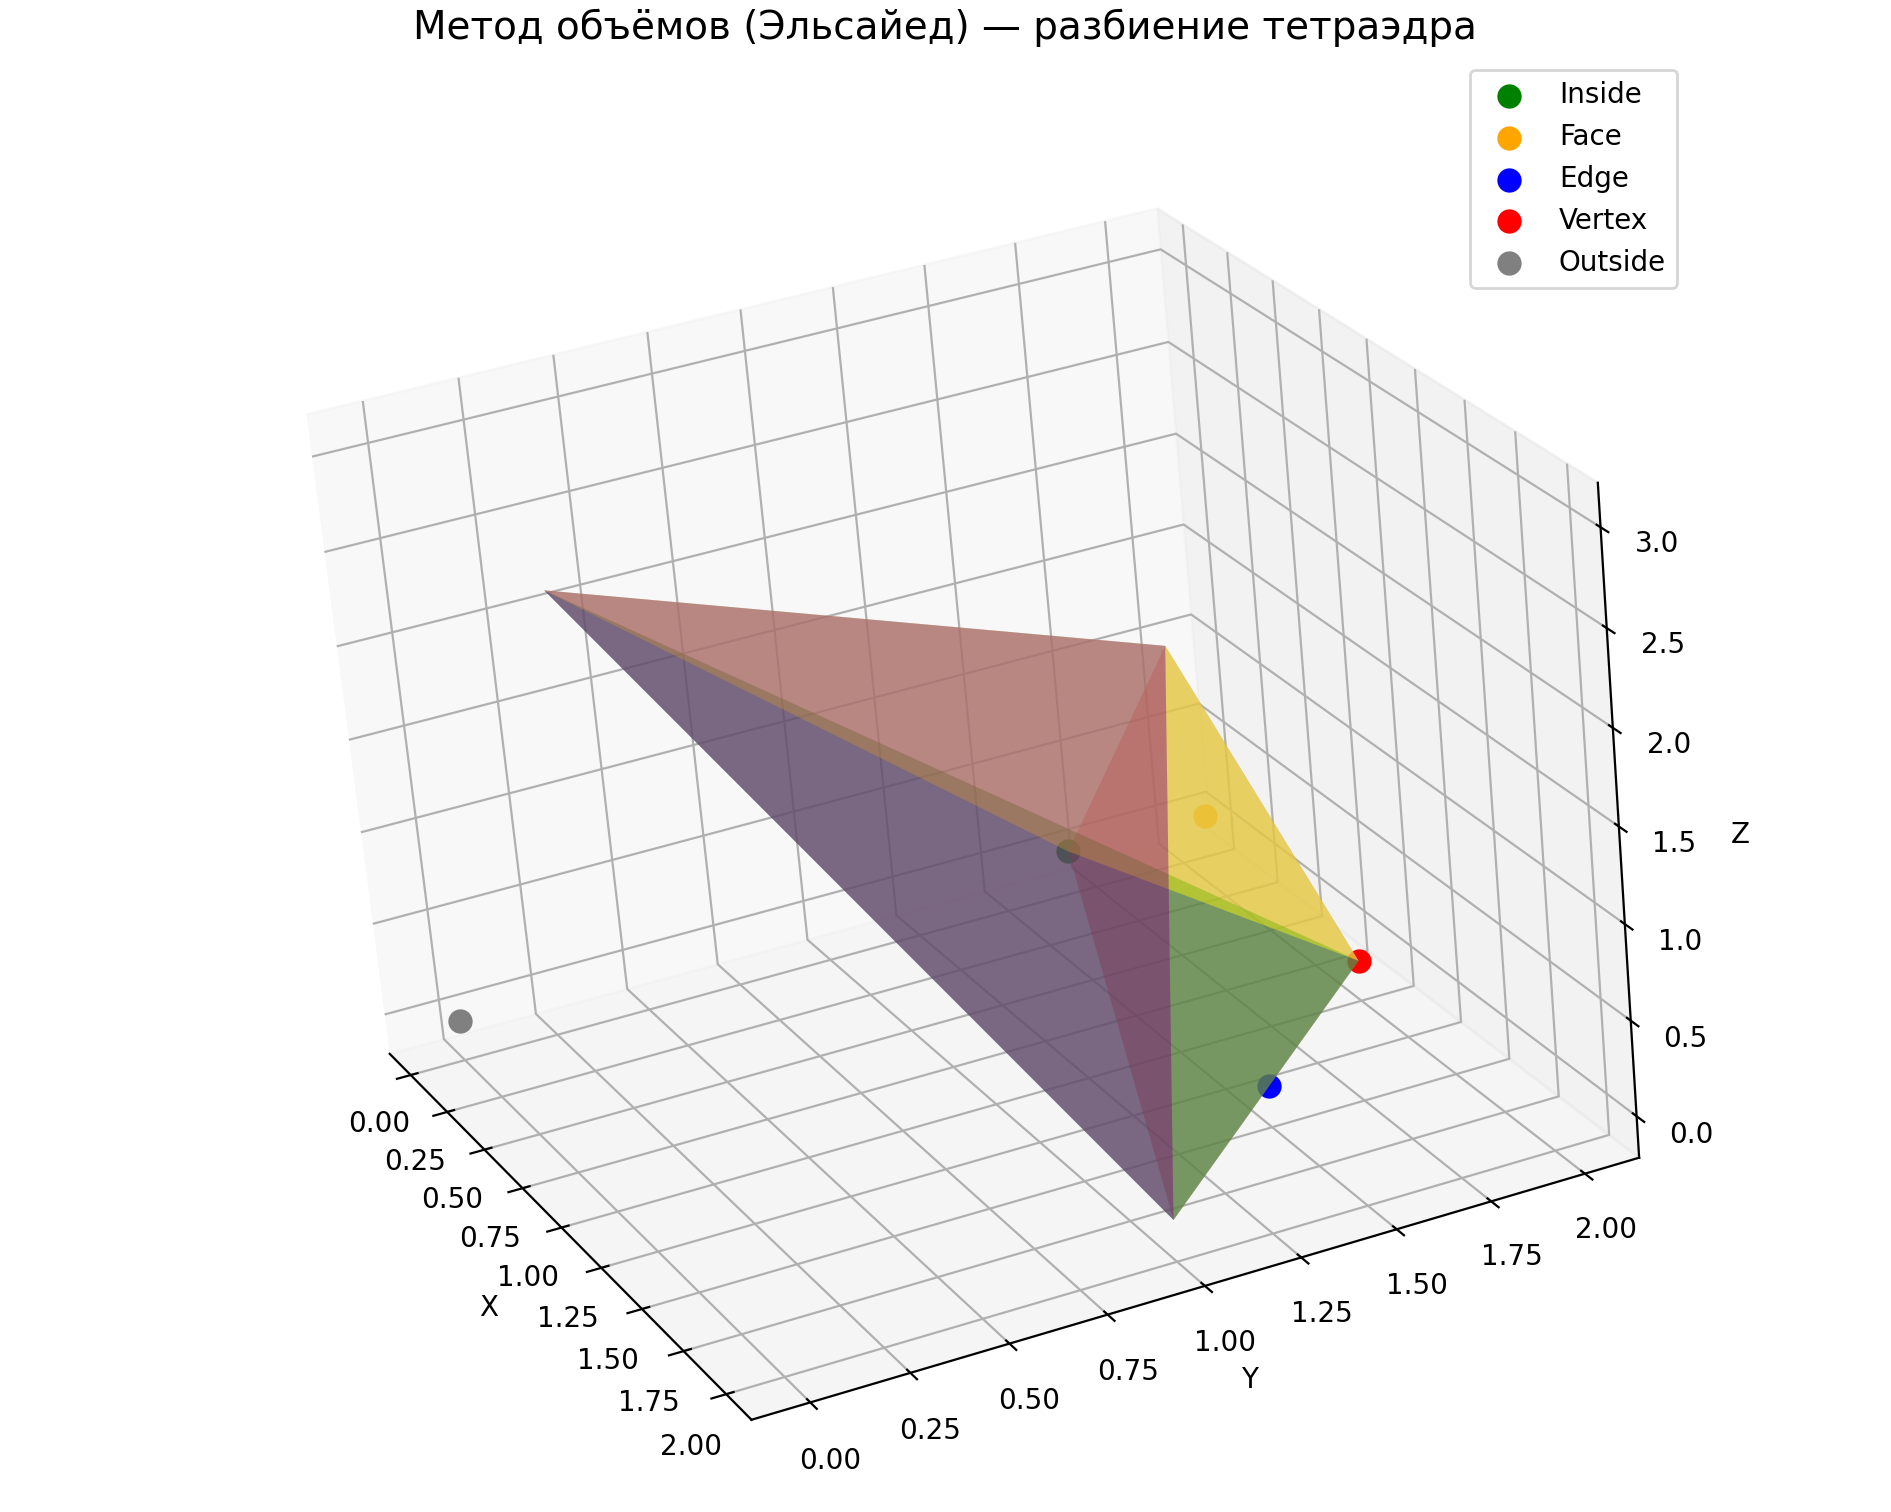 Метод объёмов (Эльсайед) — разбиение тетраэдра
Inside
Face
Edge
Vertex
Outside
3.0
2.5
2.0
1.5
1.0
0.5
0.0
Z
0.00
0.25
0.50
0.75
1.00
1.25
1.50
1.75
2.00
X
0.00
0.25
0.50
0.75
1.00
1.25
1.50
1.75
2.00
Y